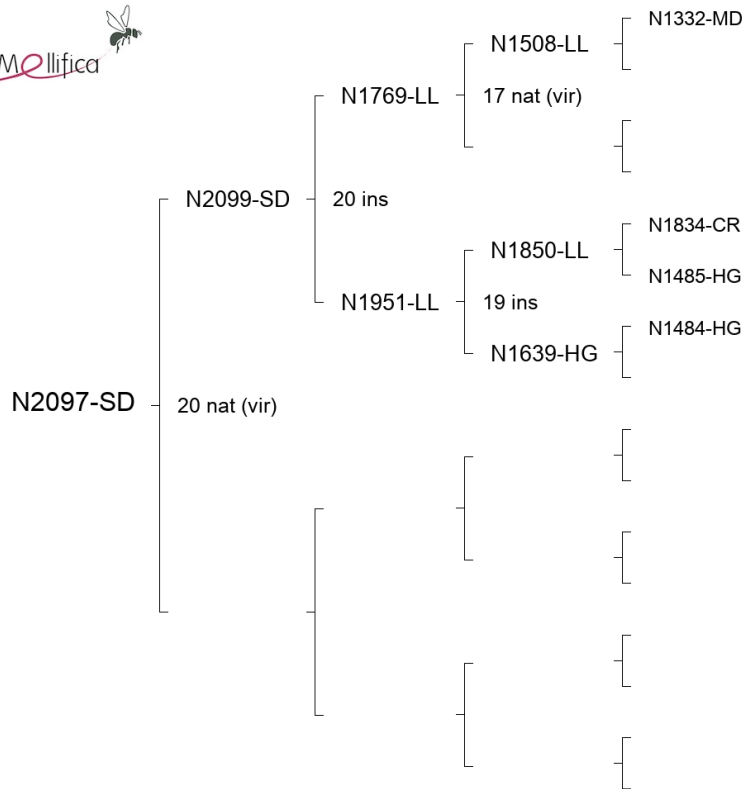 Mellifica
N1332-MD
N1508-LL
N1769-LL
17 nat (vir)
N2099-SD
20 ins
N1834-CR
N1850-LL
N1485-HG
N1951-LL
19 ins
N1484-HG
N1639-HG
N2097-SD
20 nat (vir)